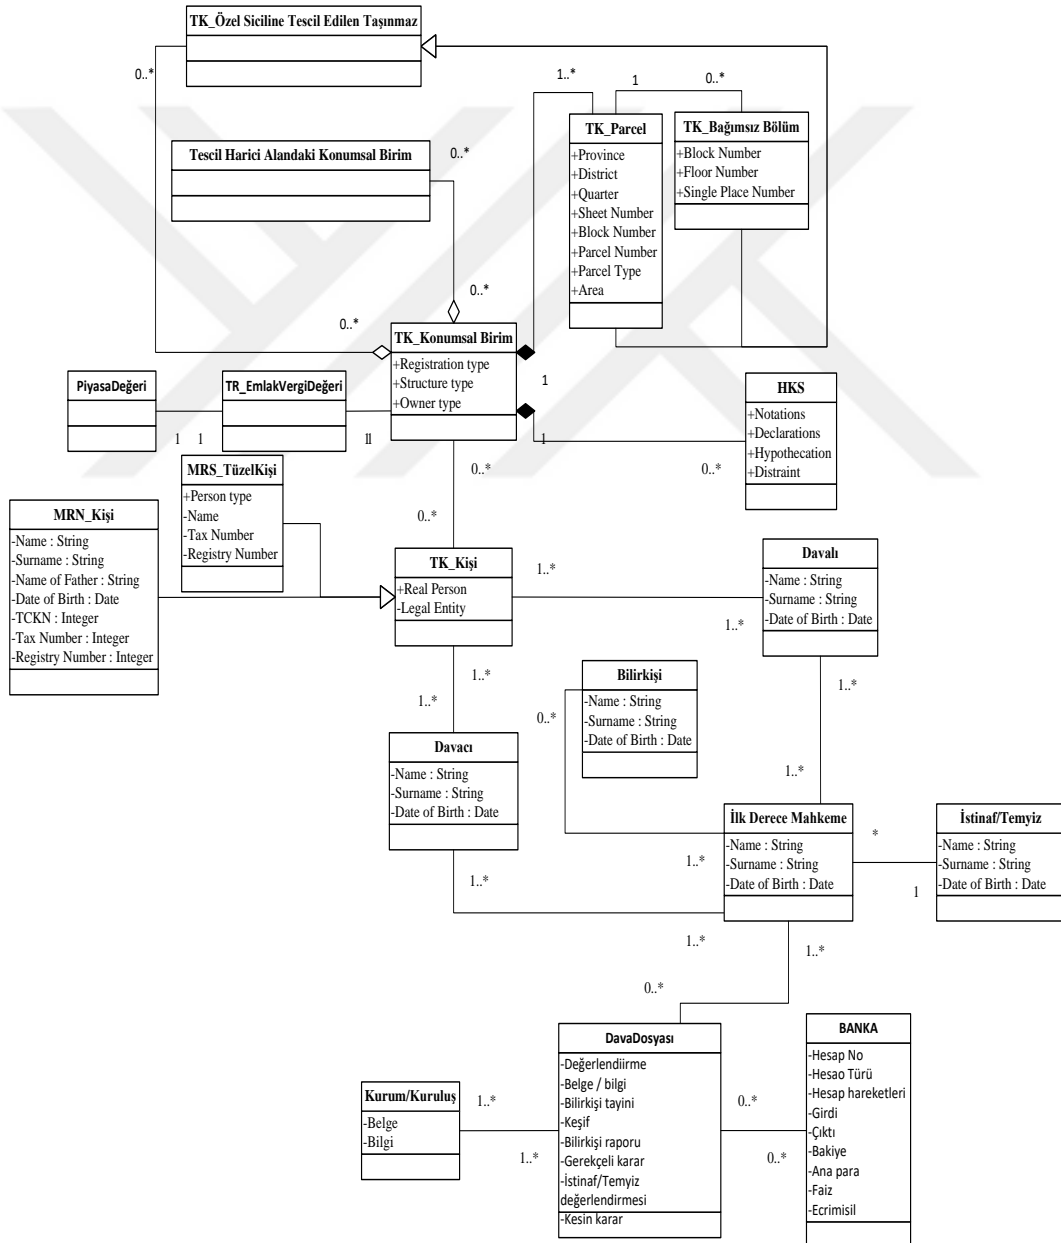 TK_Özel Siciline Tescil Edilen Taşınmaz
0..*
1..*
1
0..*
TK_Parcel
+Province
+District
+Quarter
+Sheet Number
+Block Number
+Parcel Number
+Parcel Type
+Area
TK_Bağımsız Bölüm
+Block Number
+Floor Number
+Single Place Number
Tescil Harici Alandaki Konumsal Birim
0..*
0..*
0..*
TK_Konumsal Birim
+Registration type
+Structure type
+Owner type
1
1
PiyasaDeğeri
TR_EmlakVergiDeğeri
1
1
1
1
HKS
+Notations
+Declarations
+Hypothecation
+Distraint
0..*
0..*
0..*
MRS_TüzelKişi
+Person type
-Name
-Tax Number
-Registry Number
MRN_Kişi
-Name : String
-Surname : String
-Name of Father : String
-Date of Birth : Date
-TCKN : Integer
-Tax Number : Integer
-Registry Number : Integer
TK_Kişi
+Real Person
-Legal Entity
1..*
1..*
Davalı
-Name : String
-Surname : String
-Date of Birth : Date
1..*
1..*
1..*
1..*
Bilirkişi
-Name : String
-Surname : String
-Date of Birth : Date
0..*
Davacı
-Name : String
-Surname : String
-Date of Birth : Date
İlk Derece Mahkeme
-Name : String
-Surname : String
-Date of Birth : Date
*
İstinaf/Temyiz
-Name : String
-Surname : String
-Date of Birth : Date
1
1..*
1..*
1..*
1..*
0..*
DavaDosyası
-Değerlendiirme
-Belge / bilgi
-Bilirkişi tayini
-Keşif
-Bilirkişi raporu
-Gerekçeli karar
-İstinaf/Temyiz
değerlendirmesi
-Kesin karar
Kurum/Kuruluş
-Belge
-Bilgi
1..*
1..*
0..*
0..*
BANKA
-Hesap No
-Hesao Türü
-Hesap hareketleri
-Girdi
-Çıktı
-Bakiye
-Ana para
-Faiz
-Ecrimisil